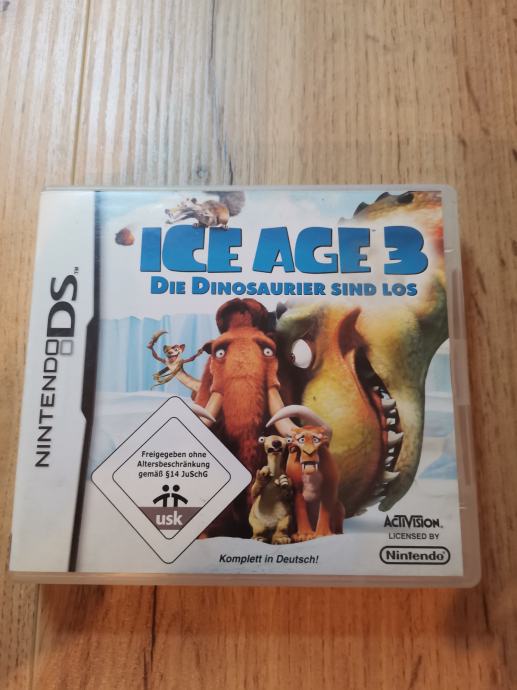 NINTENDO DS™
ICE AGE 3
DIE DINOSAURIER SIND LOS
Freigegeben ohne
Altersbeschränkung
gemäß §14 JuSchG
usk
Komplett in Deutsch!
ACTIVISION
LICENSED BY
Nintendo